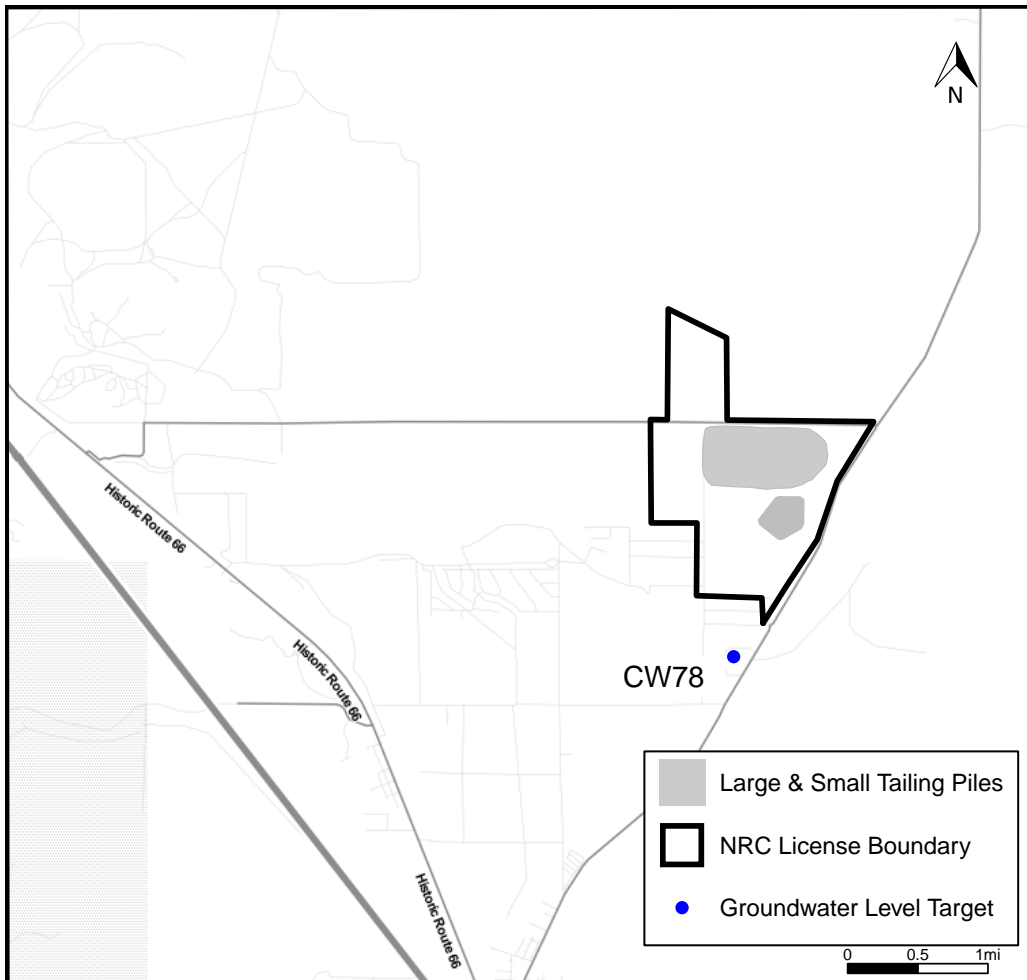 N
Historic Route 66
Historic Route 66
CW78
Historic Route 66
Large & Small Tailing Piles
NRC License Boundary
Groundwater Level Target
0 0.5 1mi